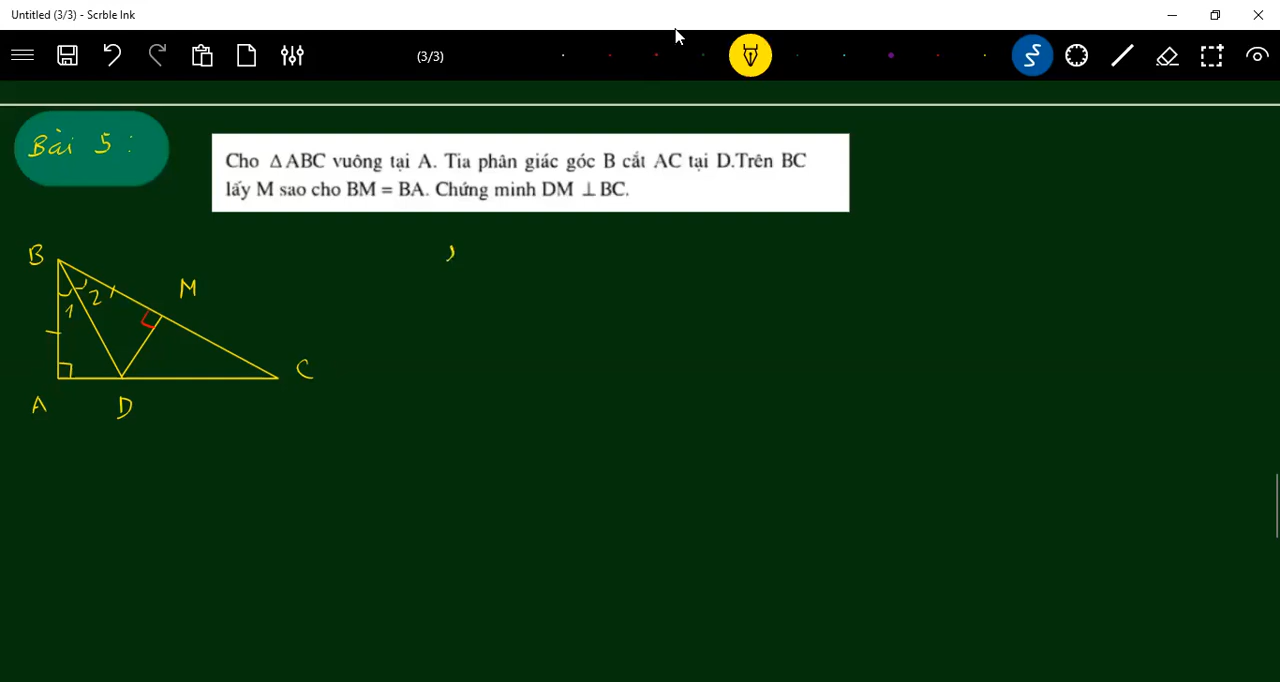 Untitled (3/3) - Scrble Ink
(3/3)
Bài 5 :
Cho △ABC vuông tại A. Tia phân giác góc B cắt AC tại D.Trên BC
lấy M sao cho BM = BA. Chứng minh DM ⊥ BC.
B
M
2
1
C
A
D